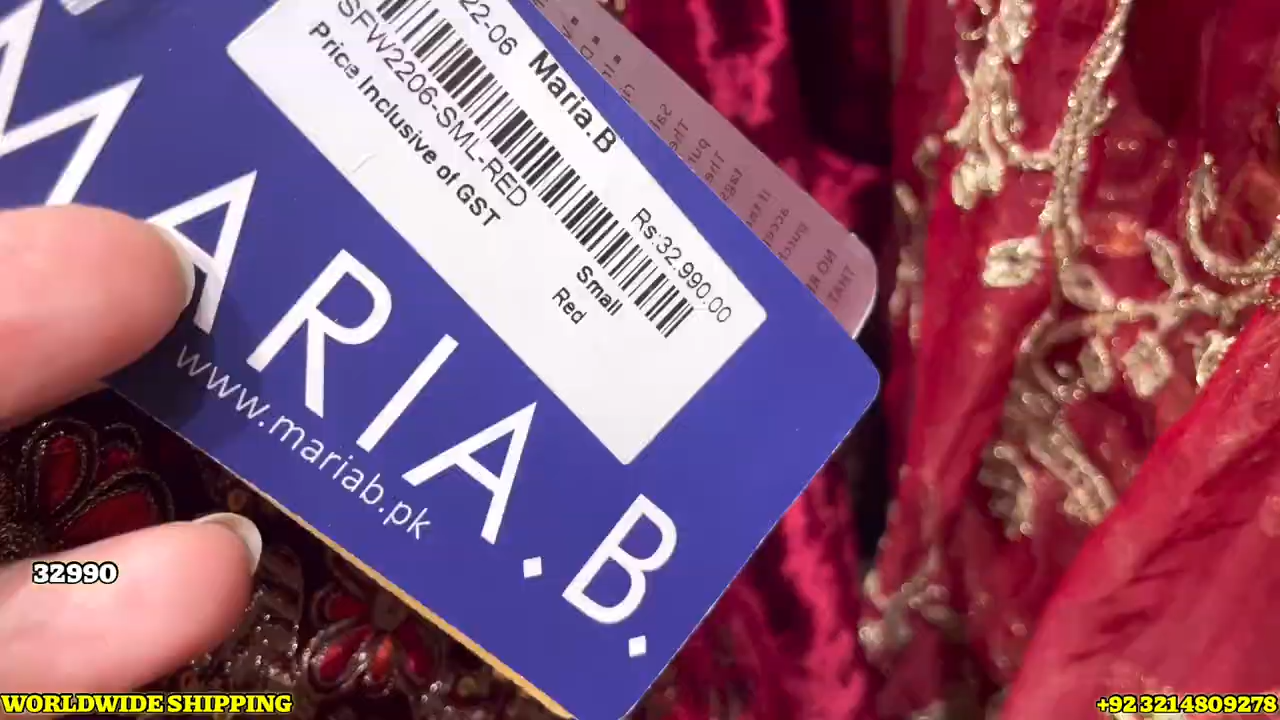 22-06 Maria.B
SFW2206-SML-RED
Price Inclusive of GST
Rs:32,990.00
Small
Red
MARIA.B.
www.mariab.pk
32990
WORLDWIDE SHIPPING
+92 3214809278